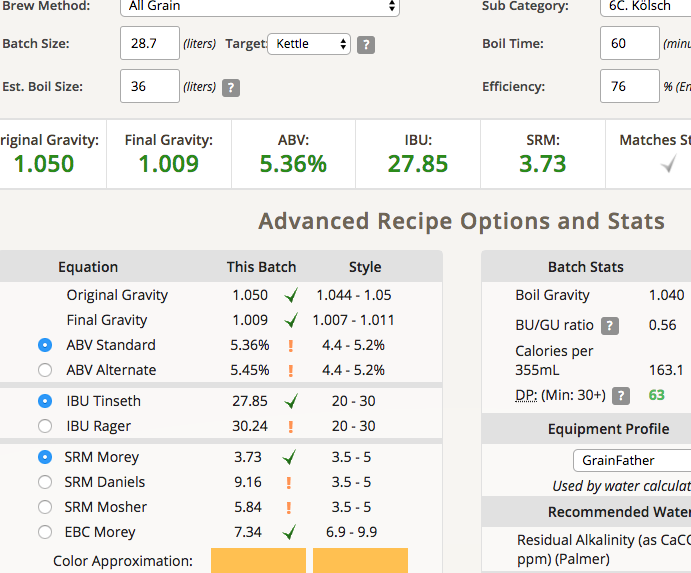 Brew Method: All Grain Sub Category: 6C. Kölsch
Batch Size: 28.7 (liters) Target: Kettle ? Boil Time: 60
Est. Boil Size: 36 (liters) ? Efficiency: 76 %
Gravity: Final Gravity: ABV: IBU: SRM: Matches
1.050 1.009 5.36% 27.85 3.73
Advanced Recipe Options and Stats
Equation This Batch Style
Original Gravity 1.050 1.044 - 1.05
Final Gravity 1.009 1.007 - 1.011
ABV Standard 5.36% ! 4.4 - 5.2%
ABV Alternate 5.45% ! 4.4 - 5.2%
IBU Tinseth 27.85 20 - 30
IBU Rager 30.24 ! 20 - 30
SRM Morey 3.73 3.5 - 5
SRM Daniels 9.16 ! 3.5 - 5
SRM Mosher 5.84 ! 3.5 - 5
EBC Morey 7.34 6.9 - 9.9
Color Approximation:
Batch Stats
Boil Gravity 1.040
BU/GU ratio ? 0.56
Calories per
355mL 163.1
DP: (Min: 30+) ? 63
Equipment Profile
GrainFather
Used by water
Recommended Water
Residual Alkalinity (as
ppm) (Palmer)